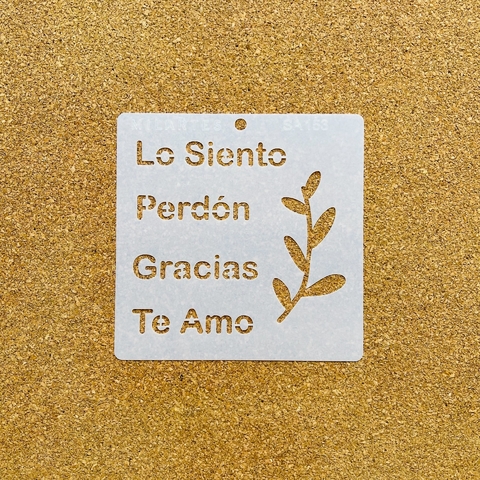 Lo Siento
Perdón
Gracias
Te Amo